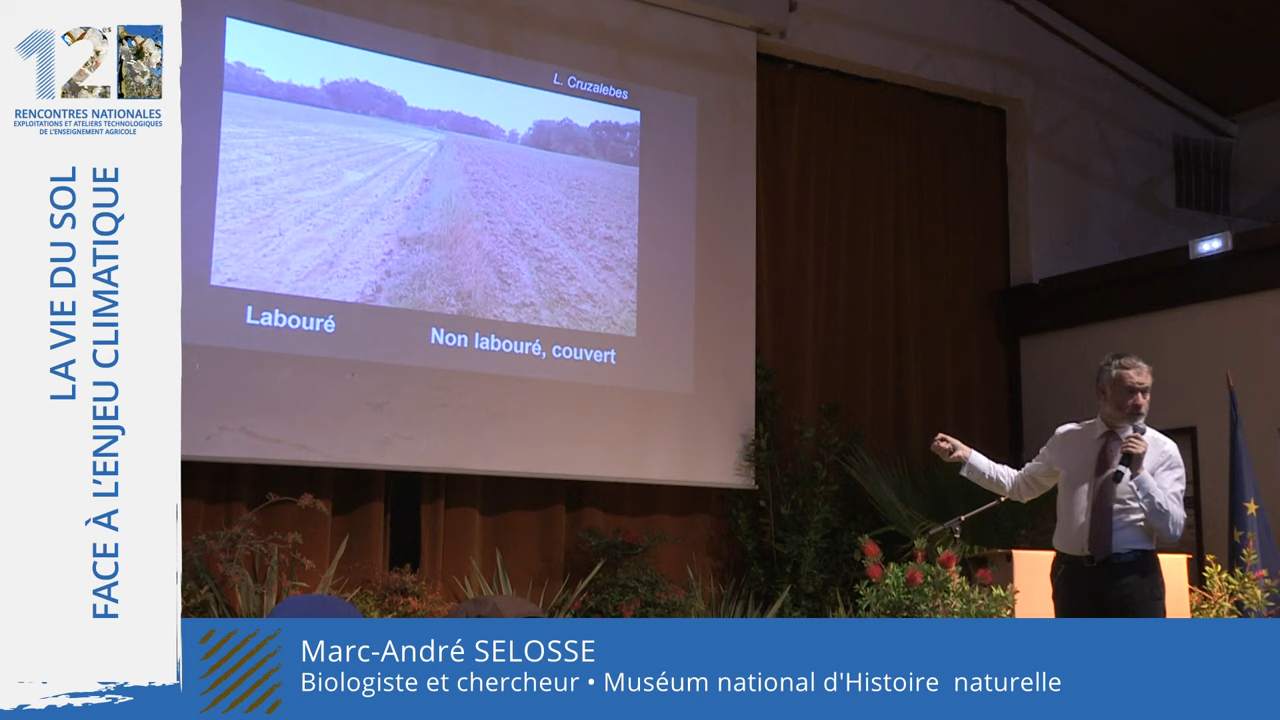 12es
RENCONTRES NATIONALES
EXPLOITATIONS ET ATELIERS TECHNOLOGIQUES
DE L'ENSEIGNEMENT AGRICOLE
LA VIE DU SOL
FACE À L'ENJEU CLIMATIQUE
L. Cruzalebes
Labouré
Non labouré, couvert
Marc-André SELOSSE
Biologiste et chercheur • Muséum national d'Histoire naturelle